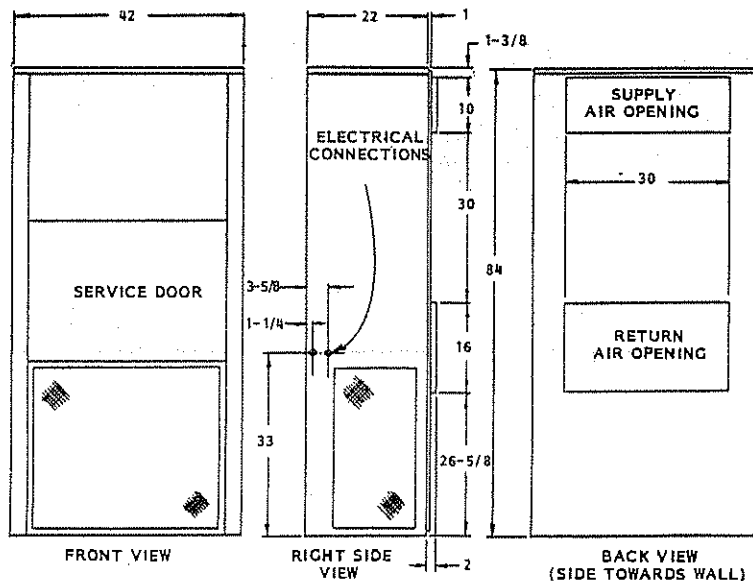 42
22
1
1-3/8
SUPPLY
AIR OPENING
10
ELECTRICAL
CONNECTIONS
30
30
84
SERVICE DOOR
3-5/8
1-1/4
16
RETURN
AIR OPENING
33
26-5/8
2
FRONT VIEW
RIGHT SIDE
VIEW
BACK VIEW
(SIDE TOWARDS WALL)